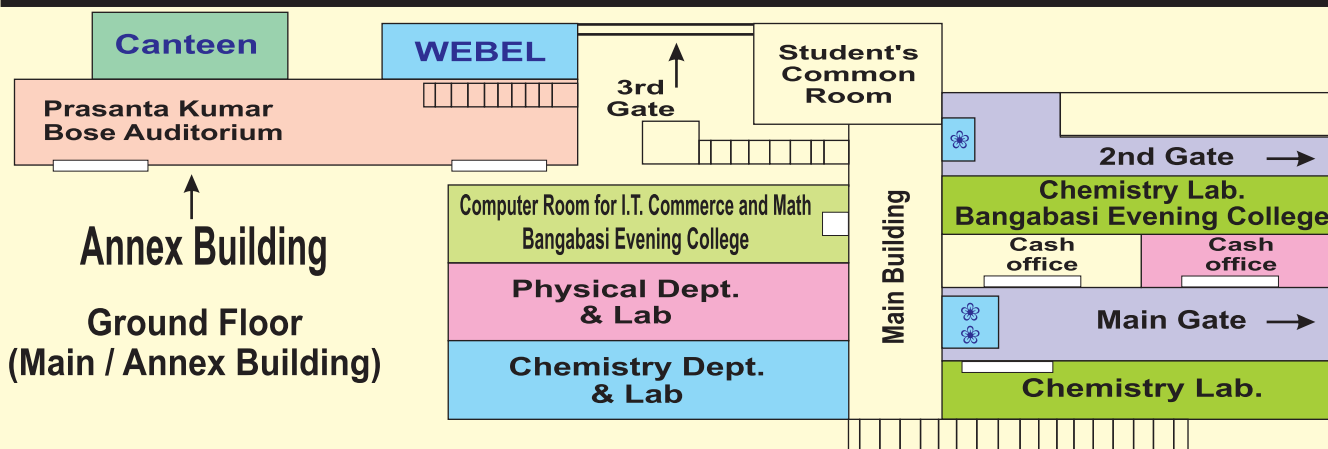 Canteen
WEBEL
Prasanta Kumar
Bose Auditorium
3rd
Gate
Student's
Common
Room
2nd Gate
Annex Building
Ground Floor
(Main / Annex Building)
Computer Room for I.T. Commerce and Math
Bangabasi Evening College
Physical Dept.
& Lab
Chemistry Dept.
& Lab
Main Building
Chemistry Lab.
Bangabasi Evening College
Cash
office
Cash
office
Main Gate
Chemistry Lab.